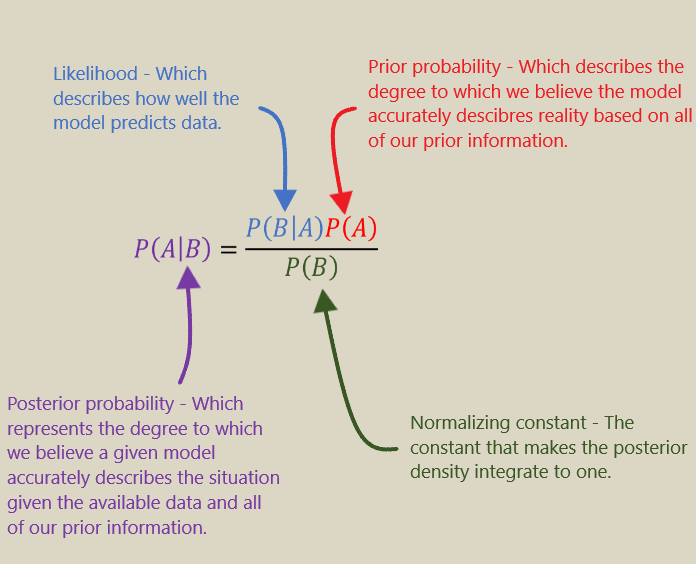 Likelihood - Which
describes how well the
model predicts data.
Prior probability - Which describes the
degree to which we believe the model
accurately descibres reality based on all
of our prior information.
P(A|B) = P(B|A)P(A)
P(B)
Posterior probability - Which
represents the degree to which
we believe a given model
accurately describes the situation
given the available data and all
of our prior information.
Normalizing constant - The
constant that makes the posterior
density integrate to one.